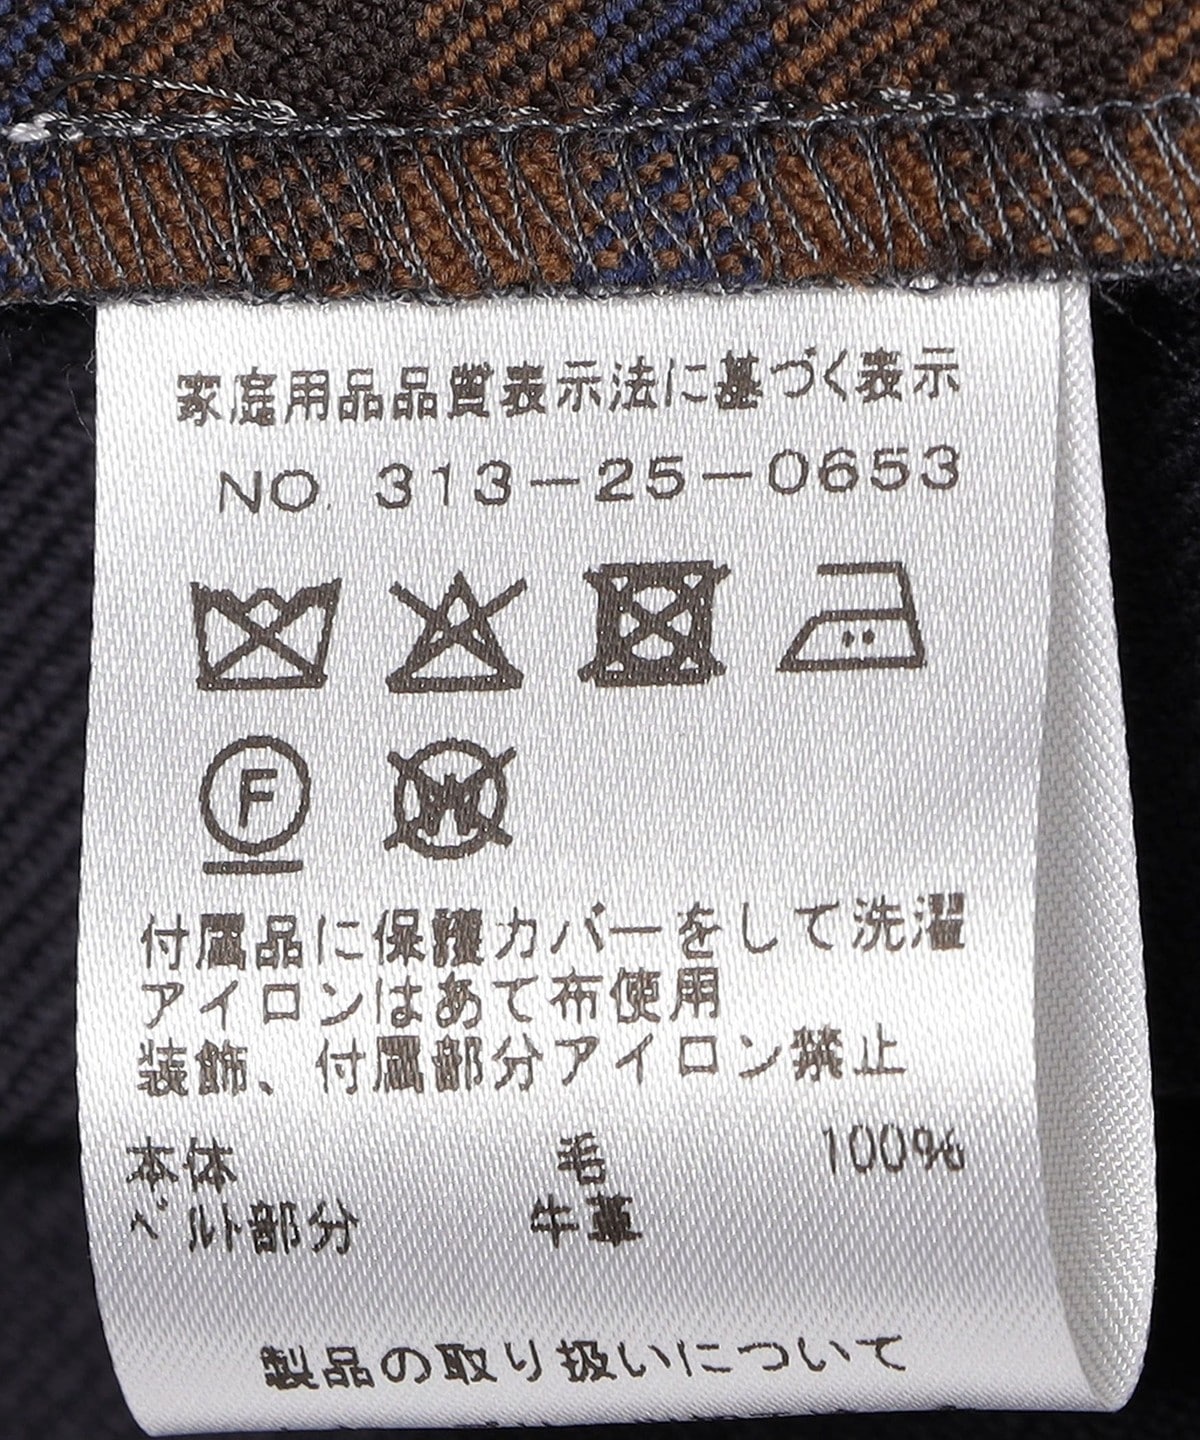 家庭用品品質表示法に基づく表示
NO. 313-25-0653
F
W
付属品に保護カバーをして洗濯
アイロンはあて布使用
装飾、付属部分アイロン禁止
本体 毛 100%
ﾍﾞﾙﾄ部分 牛革
製品の取り扱いについて